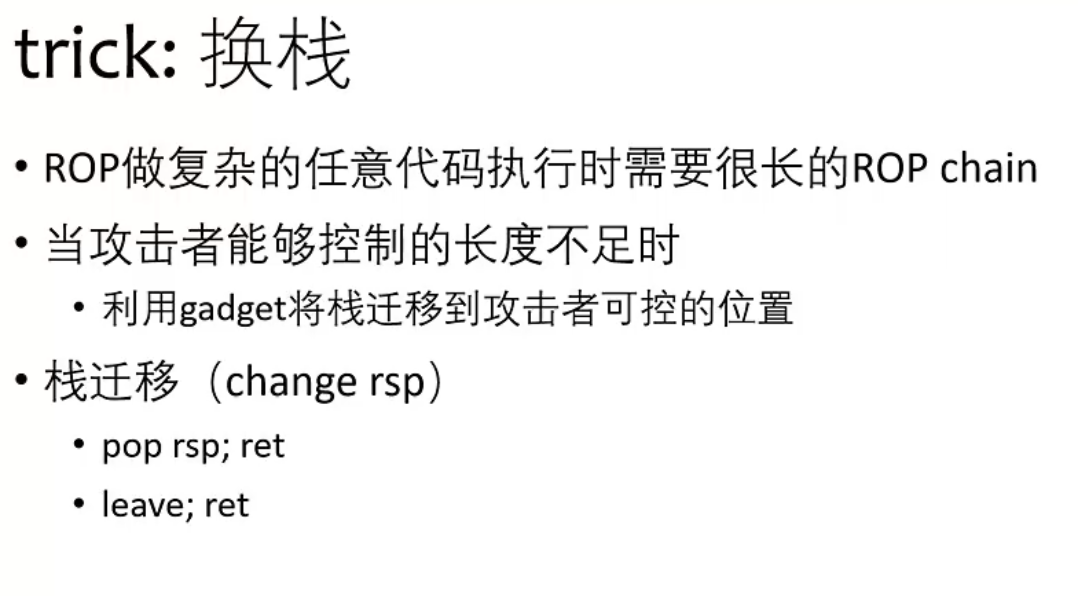 trick: 换栈
• ROP做复杂的任意代码执行时需要很长的ROP chain
• 当攻击者能够控制的长度不足时
• 利用gadget将栈迁移到攻击者可控的位置
• 栈迁移（change rsp）
• pop rsp; ret
• leave; ret